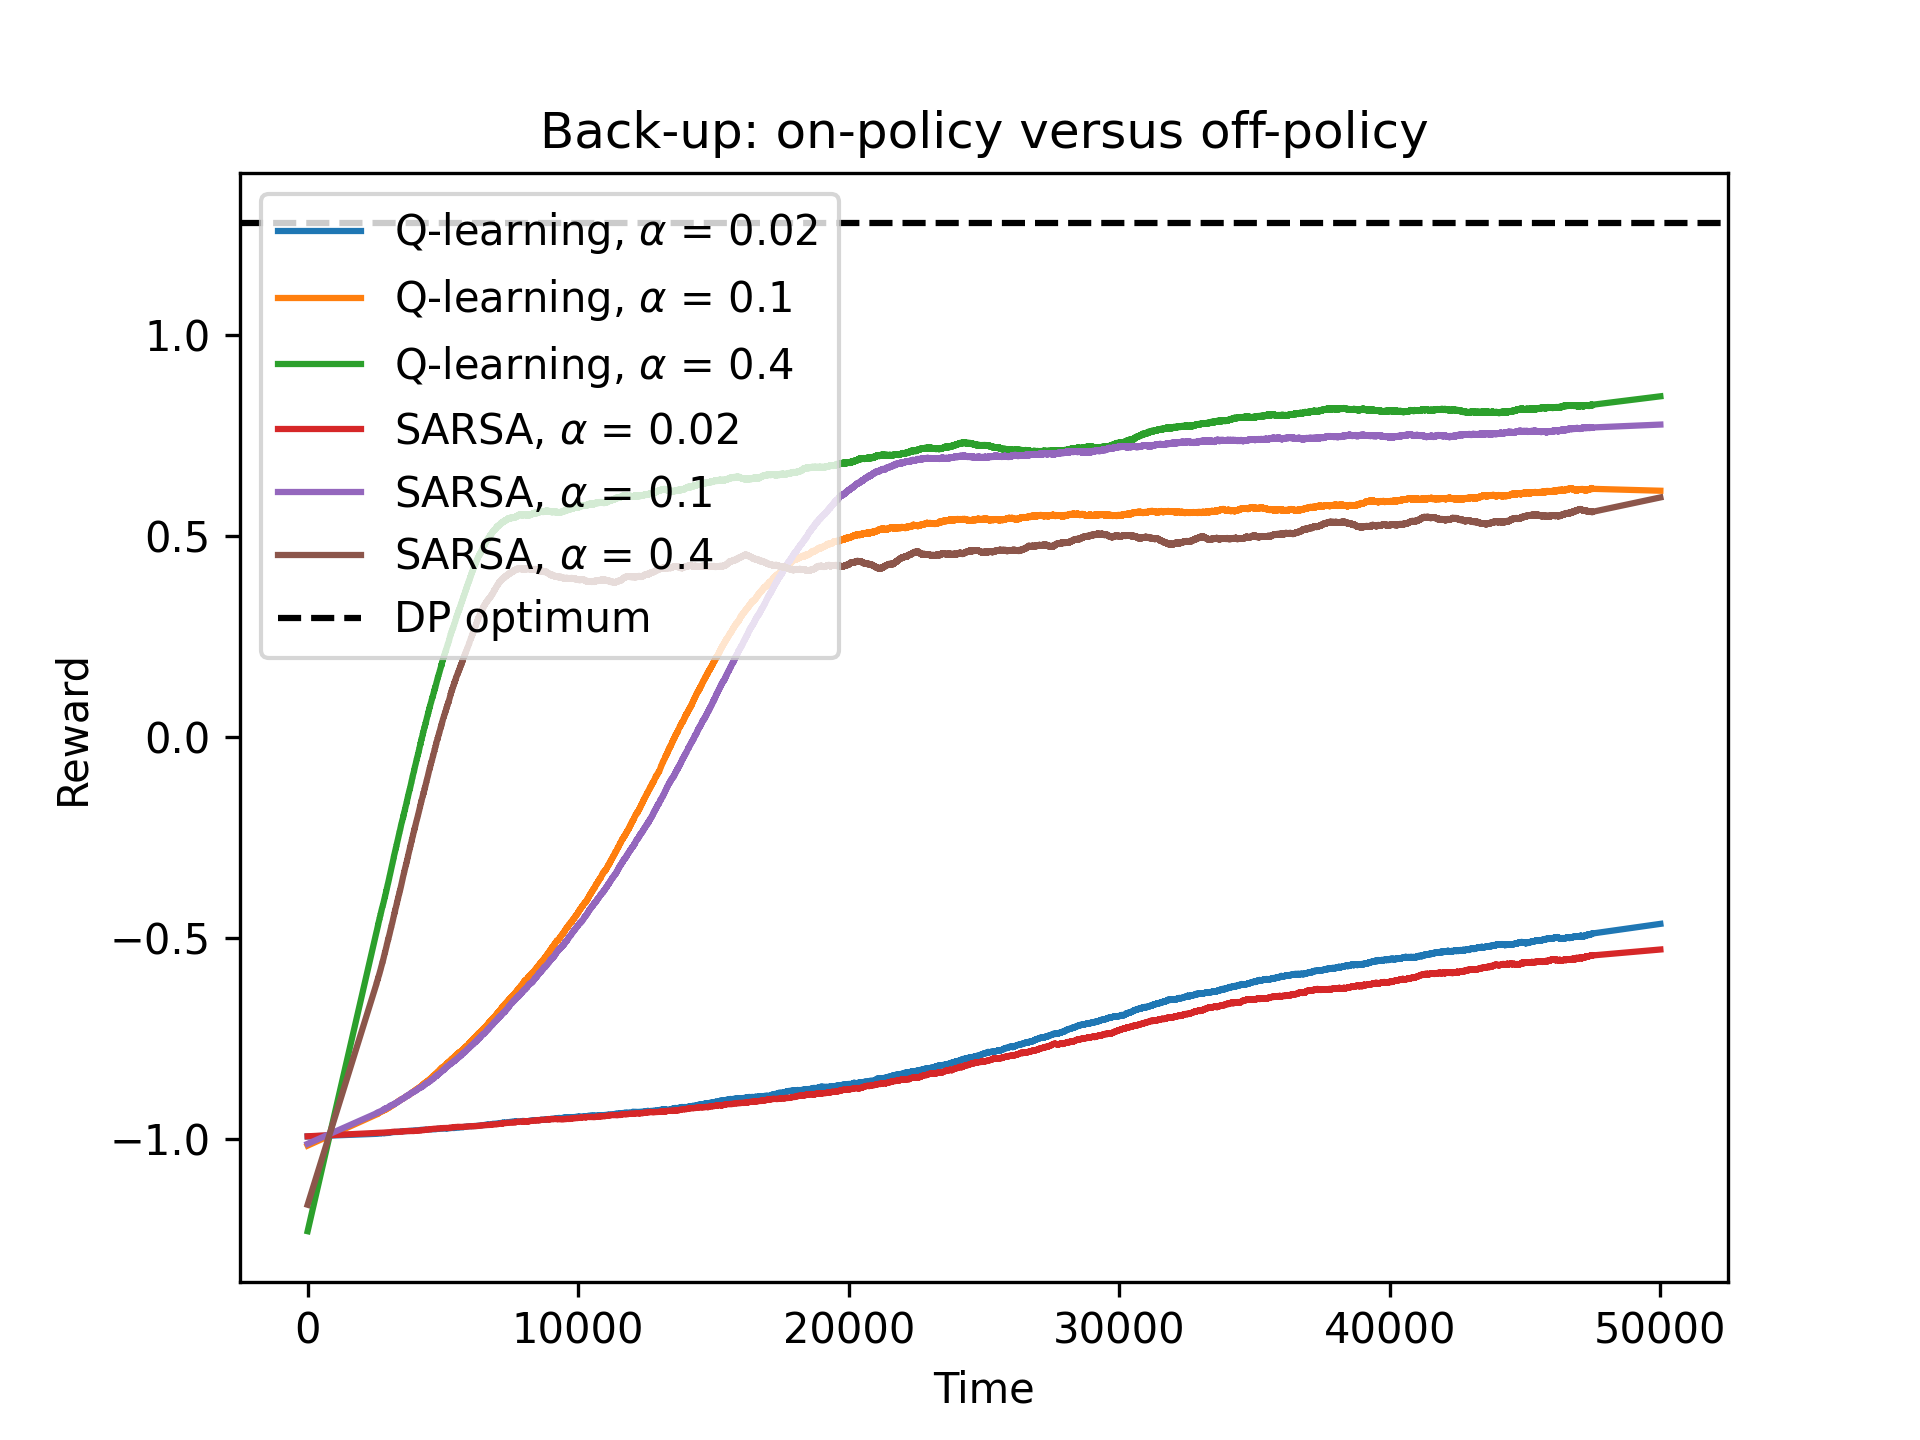 Back-up: on-policy versus off-policy
Q-learning, α = 0.02
Q-learning, α = 0.1
Q-learning, α = 0.4
SARSA, α = 0.02
SARSA, α = 0.1
SARSA, α = 0.4
DP optimum
1.0
0.5
0.0
−0.5
−1.0
Reward
0 10000 20000 30000 40000 50000
Time